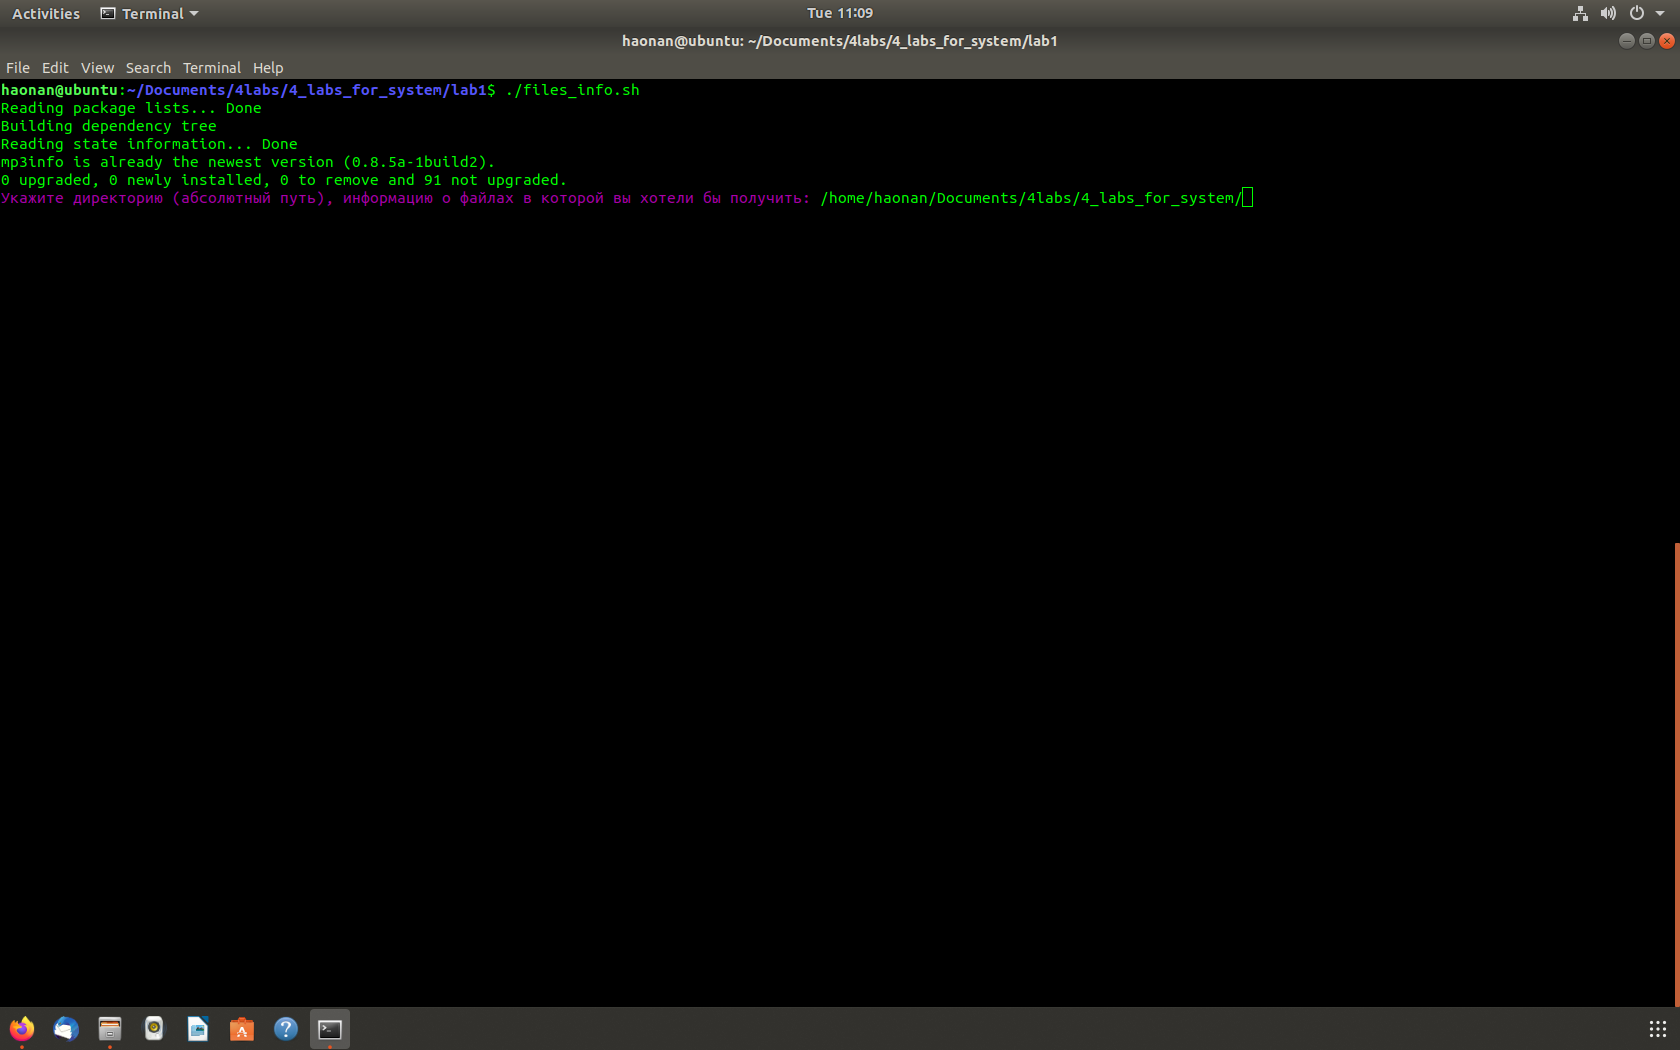 Activities Terminal Tue 11:09
haonan@ubuntu: ~/Documents/4labs/4_labs_for_system/lab1
File Edit View Search Terminal Help
haonan@ubuntu:~/Documents/4labs/4_labs_for_system/lab1$ ./files_info.sh
Reading package lists... Done
Building dependency tree
Reading state information... Done
mp3info is already the newest version (0.8.5a-1build2).
0 upgraded, 0 newly installed, 0 to remove and 91 not upgraded.
Укажите директорию (абсолютный путь), информацию о файлах в которой вы хотели бы получить: /home/haonan/Documents/4labs/4_labs_for_system/